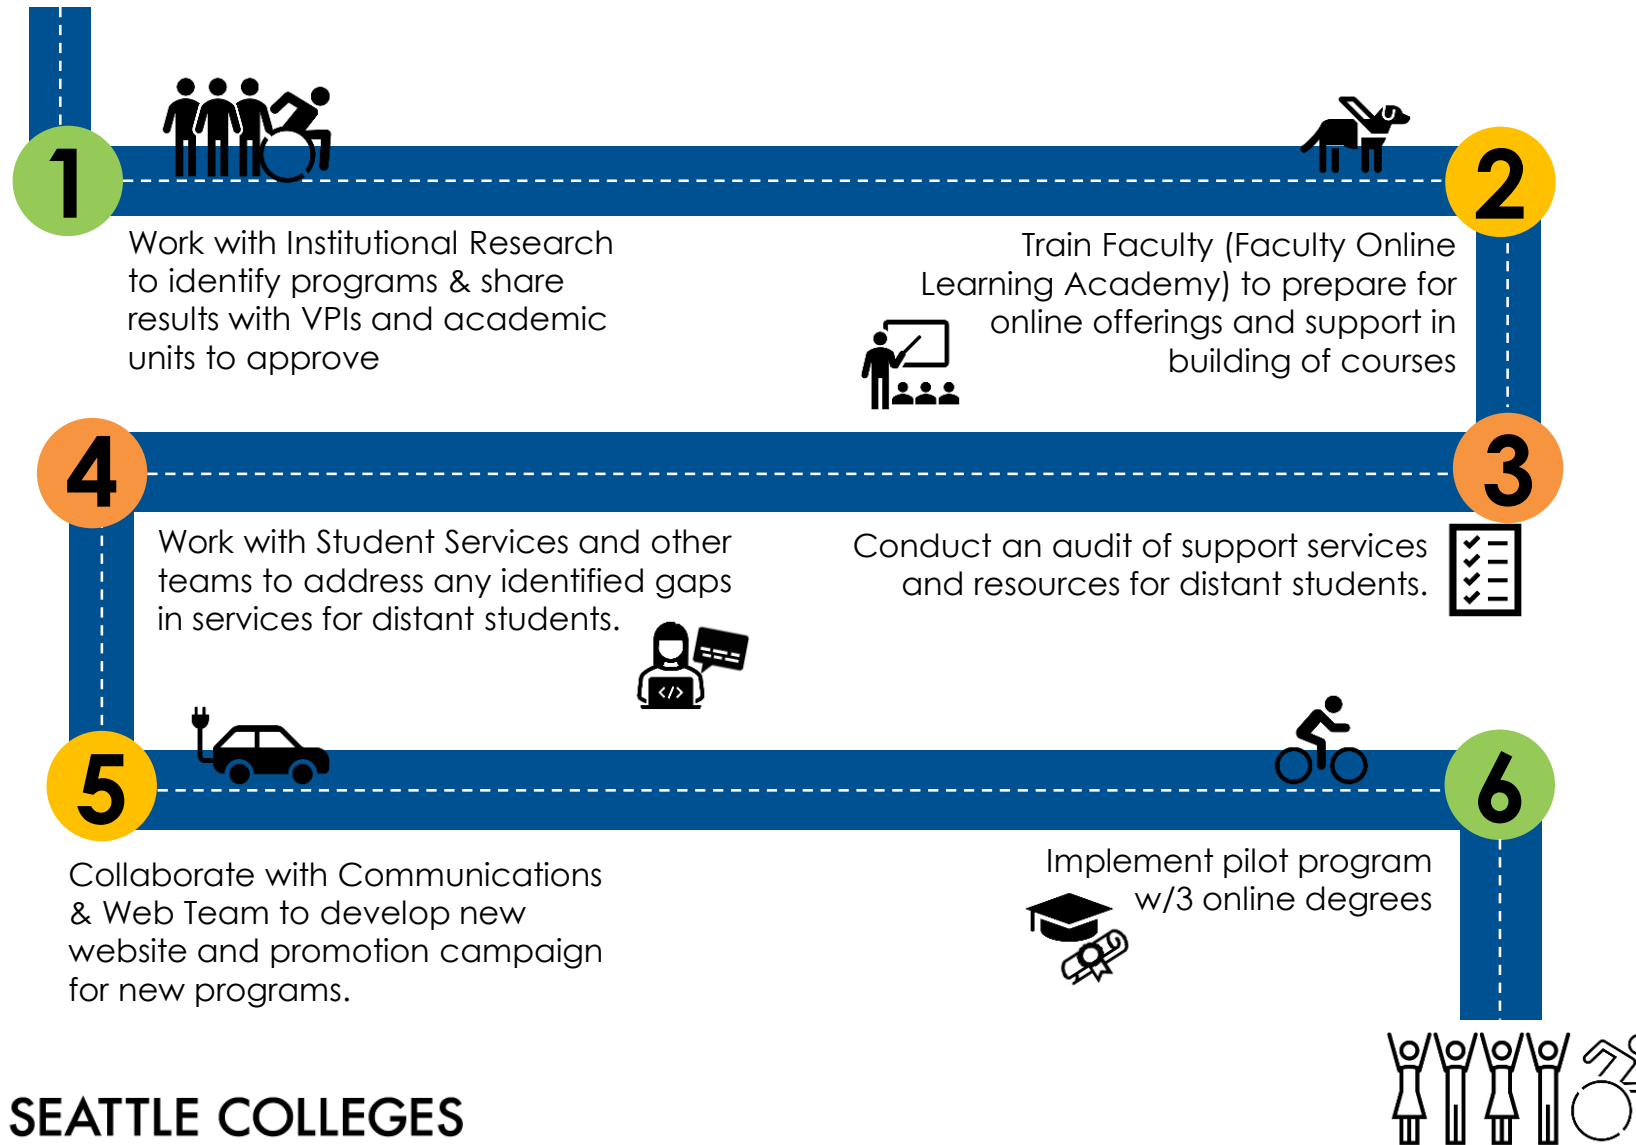 1
Work with Institutional Research
to identify programs & share
results with VPIs and academic
units to approve
2
Train Faculty (Faculty Online
Learning Academy) to prepare for
online offerings and support in
building of courses
3
Conduct an audit of support services
and resources for distant students.
4
Work with Student Services and other
teams to address any identified gaps
in services for distant students.
</>
5
Collaborate with Communications
& Web Team to develop new
website and promotion campaign
for new programs.
6
Implement pilot program
w/3 online degrees
SEATTLE COLLEGES